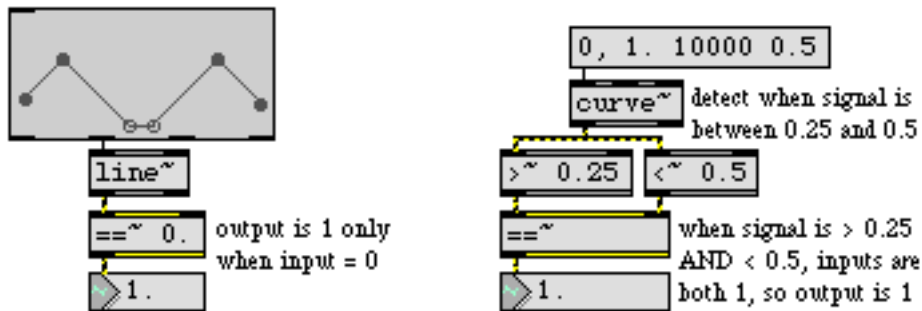 line~
==~ 0.
output is 1 only
when input = 0
1.
0, 1. 10000 0.5
curve~
detect when signal is
between 0.25 and 0.5
>~ 0.25
<~ 0.5
==~
when signal is > 0.25
AND < 0.5, inputs are
both 1, so output is 1
1.